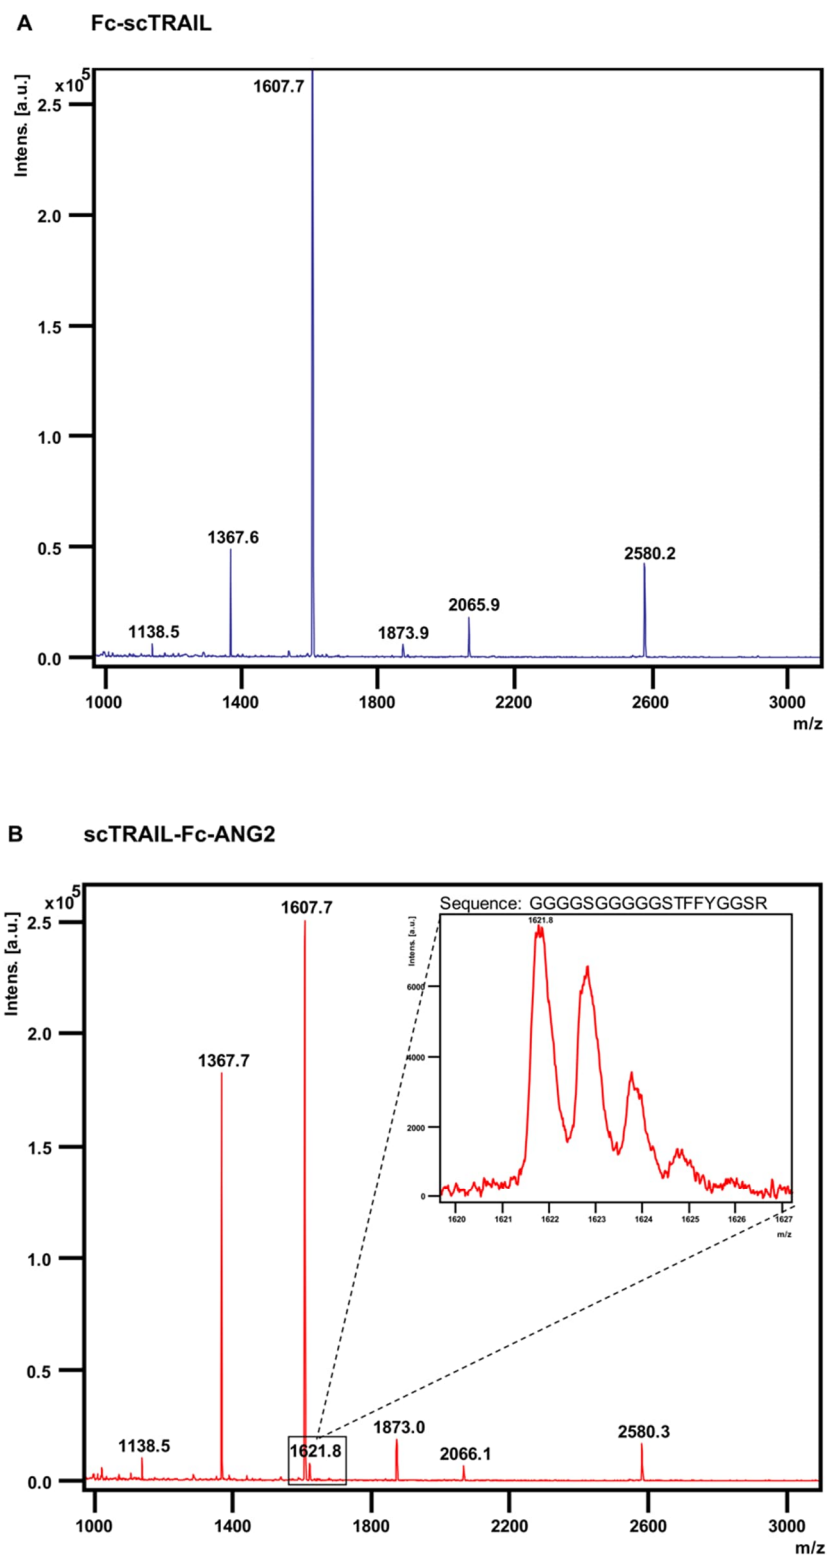 A Fc-scTRAIL
Intens. [a.u.]
x10^5
2.5
2.0
1.5
1.0
0.5
0.0
1607.7
1367.6
1138.5
1873.9
2065.9
2580.2
1000 1400 1800 2200 2600 3000
m/z
B scTRAIL-Fc-ANG2
Intens. [a.u.]
x10^5
2.5
2.0
1.5
1.0
0.5
0.0
1607.7
1367.7
1138.5
1621.8
1873.0
2066.1
2580.3
Sequence: GGGGSGGGGGSTFFYGGSR
1621.8
Intens. [a.u.]
6000
4000
2000
0
1620 1621 1622 1623 1624 1625 1626 1627
m/z
1000 1400 1800 2200 2600 3000
m/z